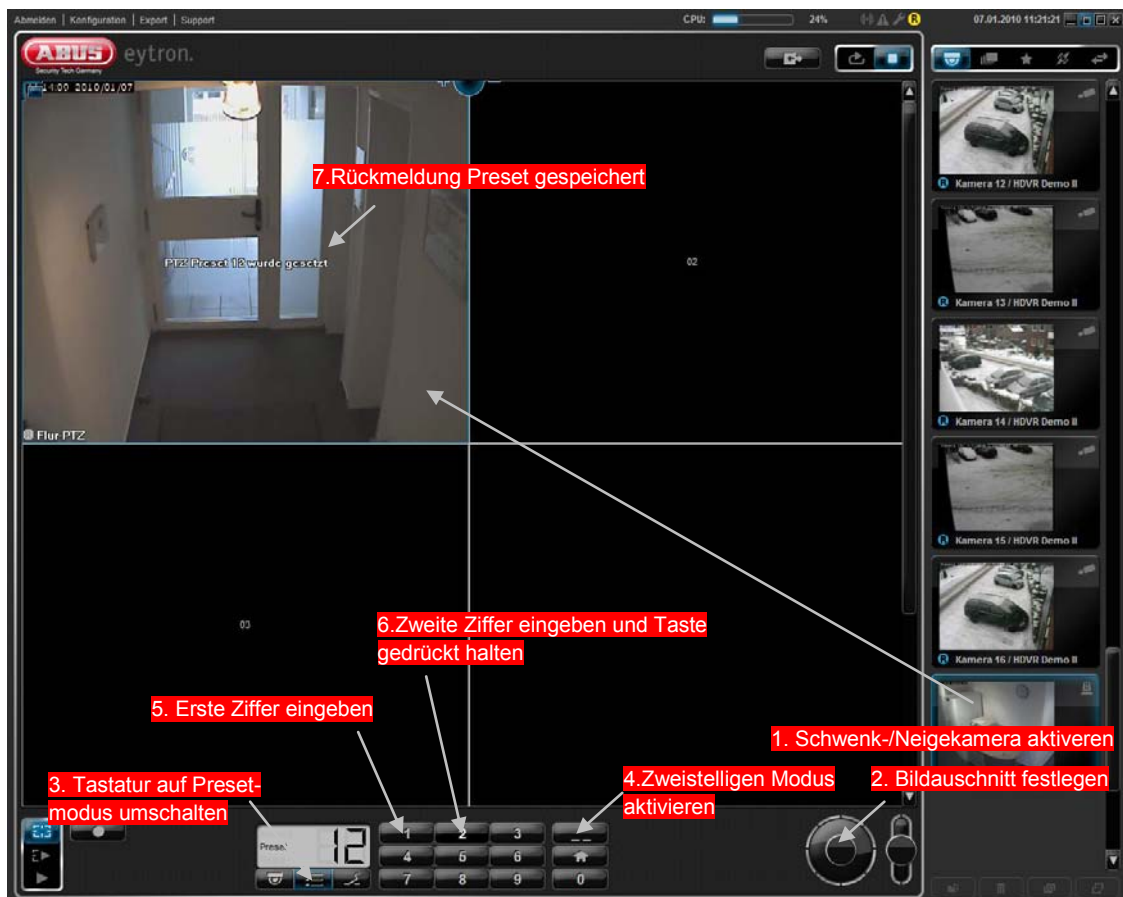 Abmelden | Konfiguration | Export | Support
CPU: 24%
R
07.01.2010 11:21:21
ABUS eytron.
Security Tech Germany
14:00 2010/01/07
7.Rückmeldung Preset gespeichert
PTZ Preset 12 wurde gesetzt
Flur PTZ
02
03
R Kamera 12 / HDVR Demo II
R Kamera 13 / HDVR Demo II
R Kamera 14 / HDVR Demo II
R Kamera 15 / HDVR Demo II
R Kamera 16 / HDVR Demo II
6.Zweite Ziffer eingeben und Taste
gedrückt halten
5. Erste Ziffer eingeben
1. Schwenk-/Neigekamera aktiveren
2. Bildauschnitt festlegen
3. Tastatur auf Preset-
modus umschalten
4.Zweistelligen Modus
aktivieren
Preset 12
1 2 3 _ _
4 5 6
7 8 9 0